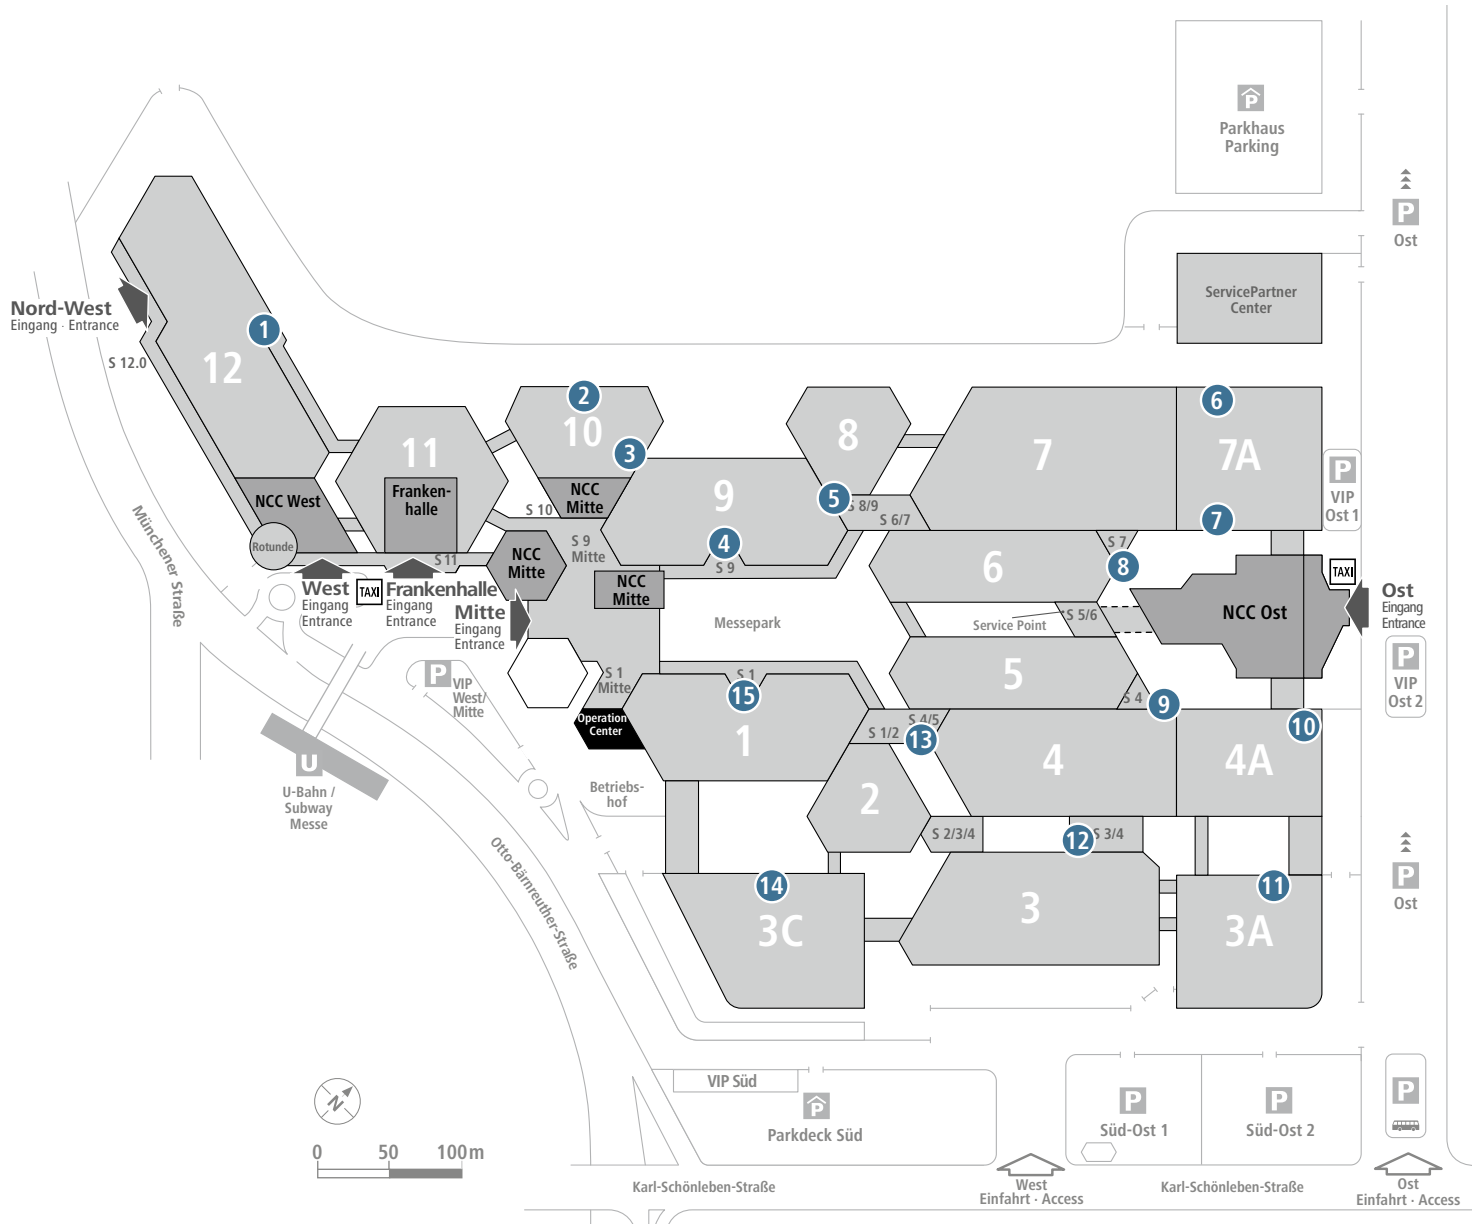 P
Parkhaus
Parking
P
Ost
ServicePartner
Center
Nord-West
Eingang · Entrance
S 12.0
1
12
2
10
3
11
Franken-
halle
NCC West
Rotunde
S 11
NCC
Mitte
S 10
S 9
Mitte
NCC
Mitte
NCC
Mitte
9
4
S 9
8
5
S 8/9
S 6/7
7
6
7A
7
P
VIP
Ost 1
6
S 7
8
NCC Ost
TAXI
Ost
Eingang
Entrance
P
VIP
Ost 2
West
Eingang
Entrance
TAXI
Frankenhalle
Eingang
Entrance
Mitte
Eingang
Entrance
Messepark
Service Point
S 5/6
5
S 4
9
10
Münchener Straße
P
VIP
West/
Mitte
S 1
Mitte
Operation
Center
S 1
15
1
S 1/2
S 4/5
13
4
4A
U
U-Bahn /
Subway
Messe
Betriebs-
hof
2
S 2/3/4
12
S 3/4
P
Ost
Otto-Bärnreuther-Straße
14
3C
3
11
3A
N
0 50 100m
VIP Süd
P
Parkdeck Süd
P
Süd-Ost 1
P
Süd-Ost 2
P
Karl-Schönleben-Straße
West
Einfahrt · Access
Karl-Schönleben-Straße
Ost
Einfahrt · Access